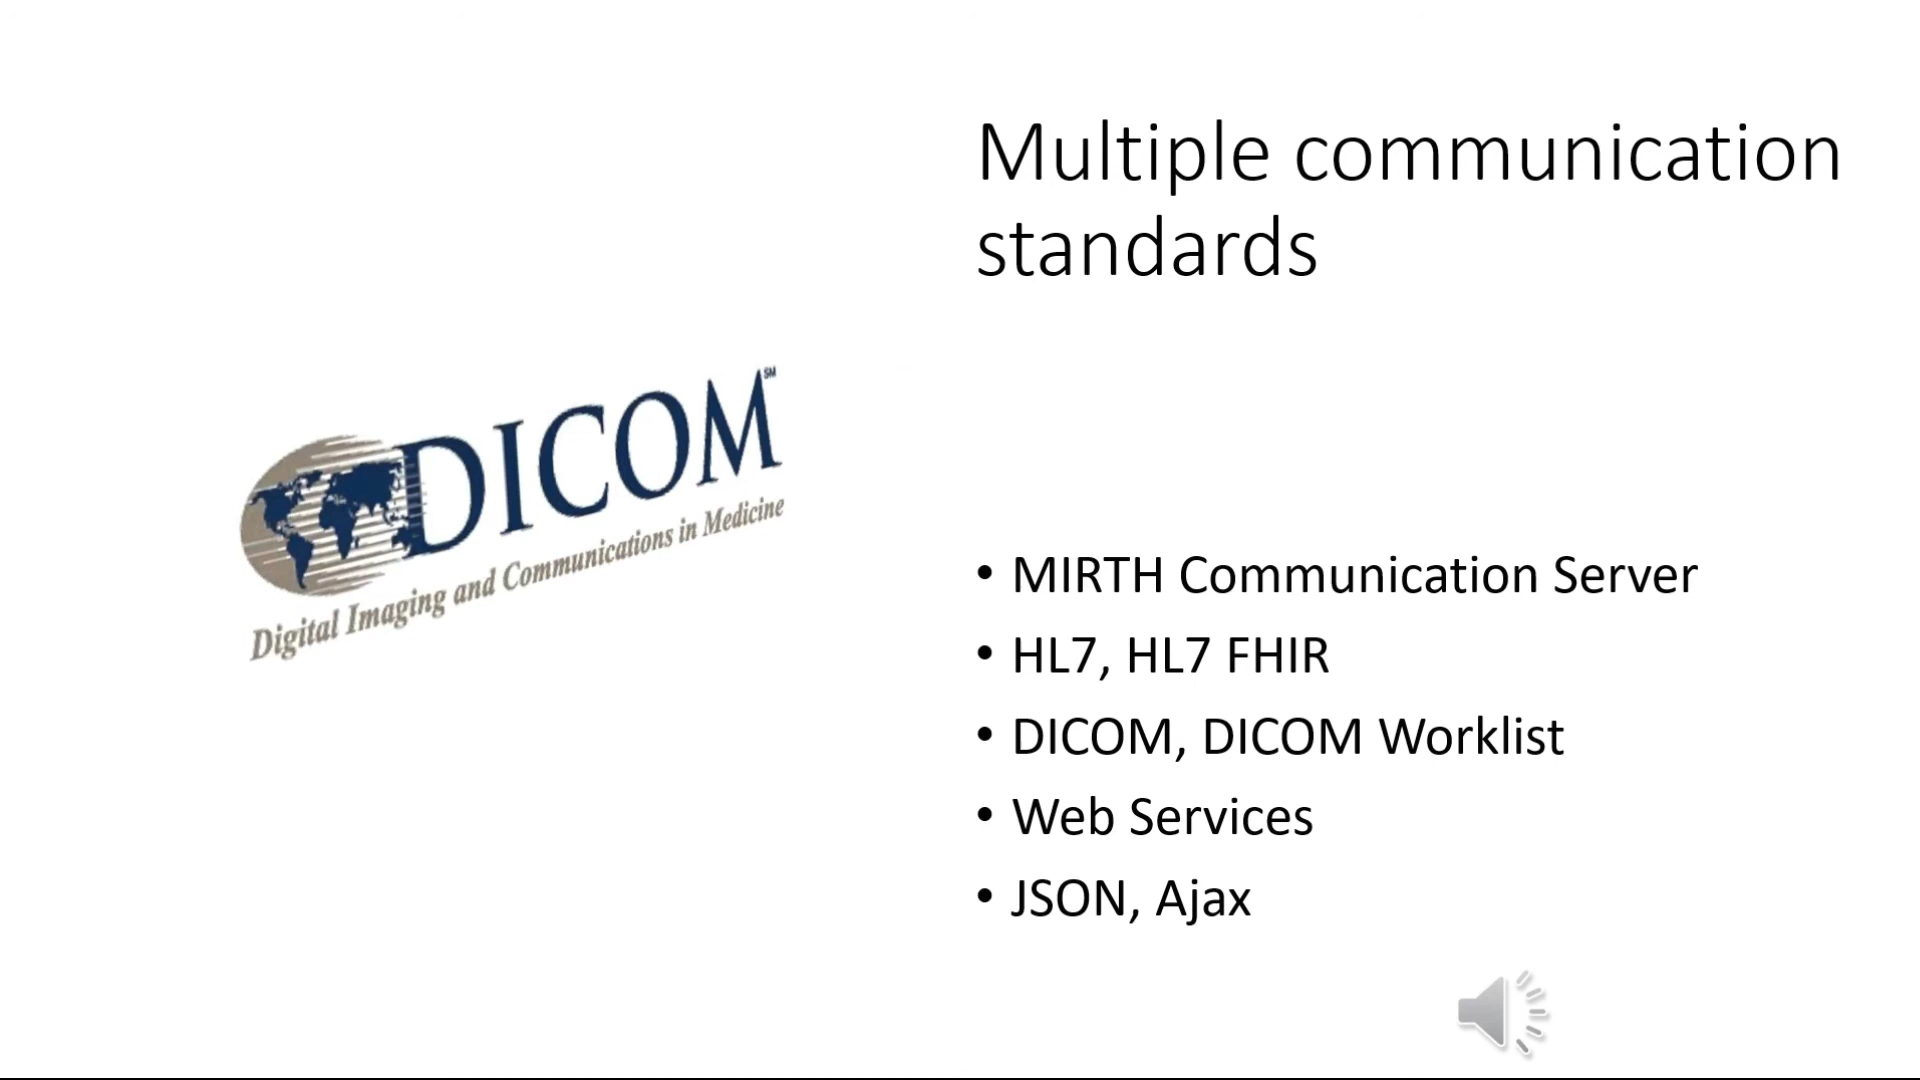 Multiple communication
standards
DICOM℠
Digital Imaging and Communications in Medicine
• MIRTH Communication Server
• HL7, HL7 FHIR
• DICOM, DICOM Worklist
• Web Services
• JSON, Ajax